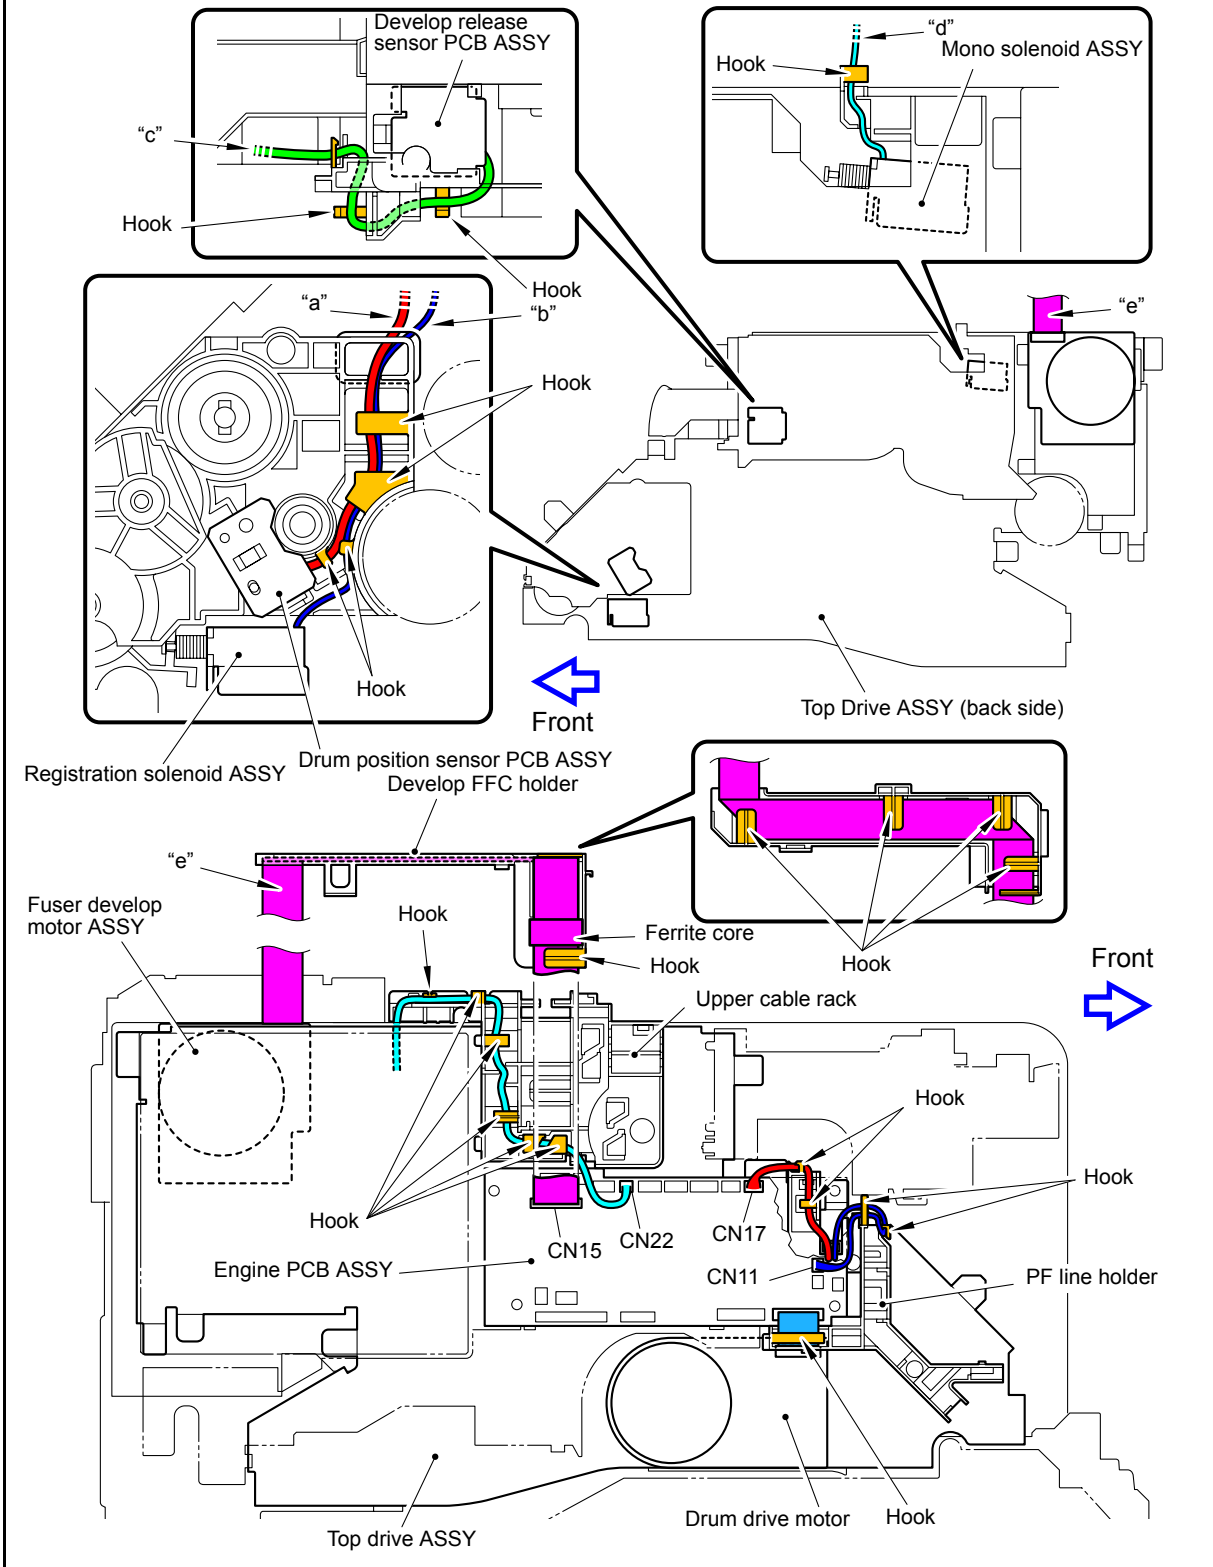 Develop release
sensor PCB ASSY
“c”
Hook
Hook
“d”
Mono solenoid ASSY
Hook
“a”
“b”
Hook
Hook
“e”
Top Drive ASSY (back side)
Front
Registration solenoid ASSY
Drum position sensor PCB ASSY
Develop FFC holder
“e”
Fuser develop
motor ASSY
Hook
Ferrite core
Hook
Hook
Front
Upper cable rack
Hook
Hook
Hook
CN15
CN22
CN17
CN11
Engine PCB ASSY
PF line holder
Drum drive motor
Hook
Top drive ASSY